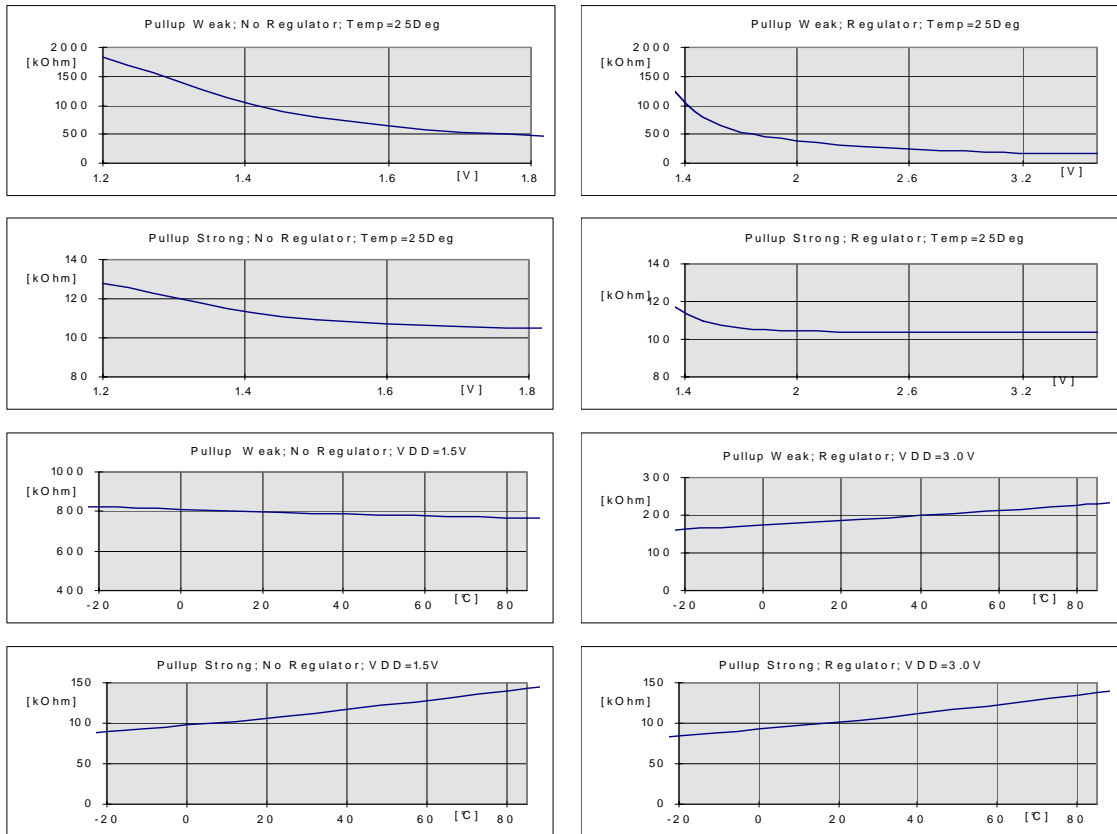 Pullup Weak; No Regulator; Temp=25Deg
2000
[kOhm]
1500
1000
500
0
1.2 1.4 1.6 [V] 1.8
Pullup Weak; Regulator; Temp=25Deg
2000
[kOhm]
1500
1000
500
0
1.4 2 2.6 3.2 [V]
Pullup Strong; No Regulator; Temp=25Deg
140
[kOhm]
120
100
80
1.2 1.4 1.6 [V] 1.8
Pullup Strong; Regulator; Temp=25Deg
140
[kOhm]
120
100
80
1.4 2 2.6 3.2 [V]
Pullup Weak; No Regulator; VDD=1.5V
1000
[kOhm]
800
600
400
-20 0 20 40 60 [°C] 80
Pullup Weak; Regulator; VDD=3.0V
300
[kOhm]
200
100
0
-20 0 20 40 60 [°C] 80
Pullup Strong; No Regulator; VDD=1.5V
150
[kOhm]
100
50
0
-20 0 20 40 60 [°C] 80
Pullup Strong; Regulator; VDD=3.0V
150
[kOhm]
100
50
0
-20 0 20 40 60 [°C] 80